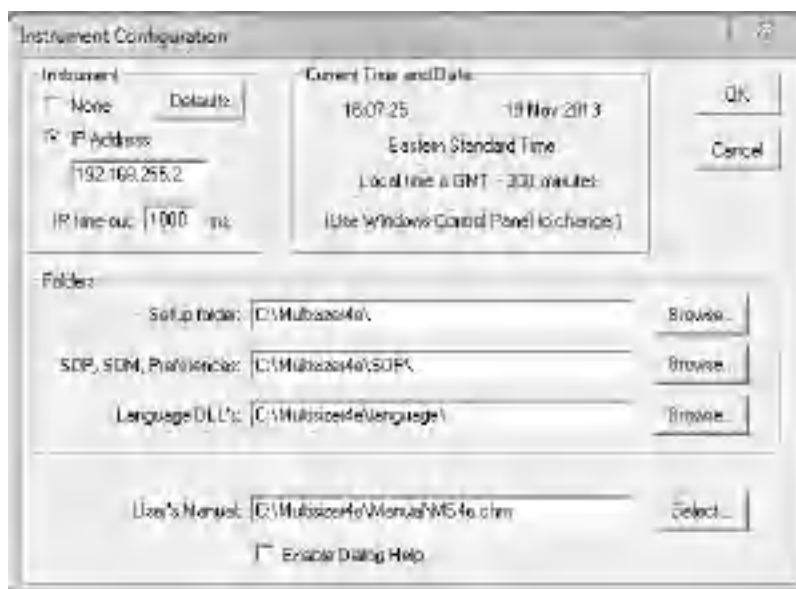 Instrument Configuration
Instrument
None
Defaults
IP Address
192.168.255.2
IP time-out: 1000 ms
Current Time and Date
16:07:25 19 Nov 2013
Eastern Standard Time
Local time is GMT - 300 minutes
(Use Windows Control Panel to change)
OK
Cancel
Folders
Setup folder: C:\Multisizer4e\
Browse...
SOP, SOM, Preferences: C:\Multisizer4e\SOP\
Browse...
Language DLL's: C:\Multisizer4e\language\
Browse...
User's Manual: C:\Multisizer4e\Manual\MS4e.chm
Select...
Enable Dialog Help